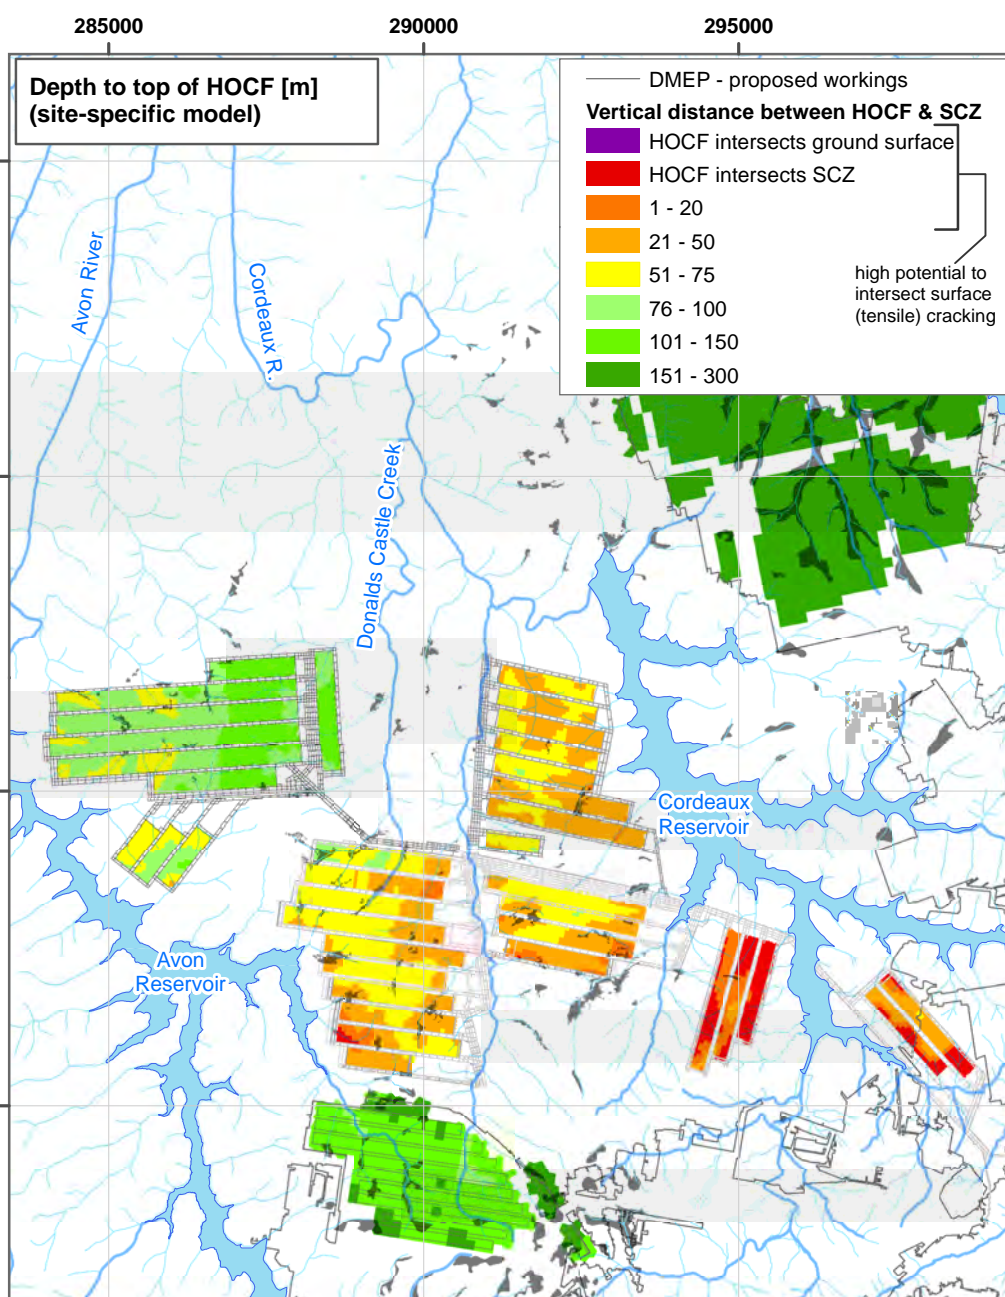 285000
290000
295000
Depth to top of HOCF [m]
(site-specific model)
DMEP - proposed workings
Vertical distance between HOCF & SCZ
HOCF intersects ground surface
HOCF intersects SCZ
1 - 20
21 - 50
51 - 75
76 - 100
101 - 150
151 - 300
high potential to
intersect surface
(tensile) cracking
Avon River
Cordeaux R.
Donalds Castle Creek
Cordeaux
Reservoir
Avon
Reservoir